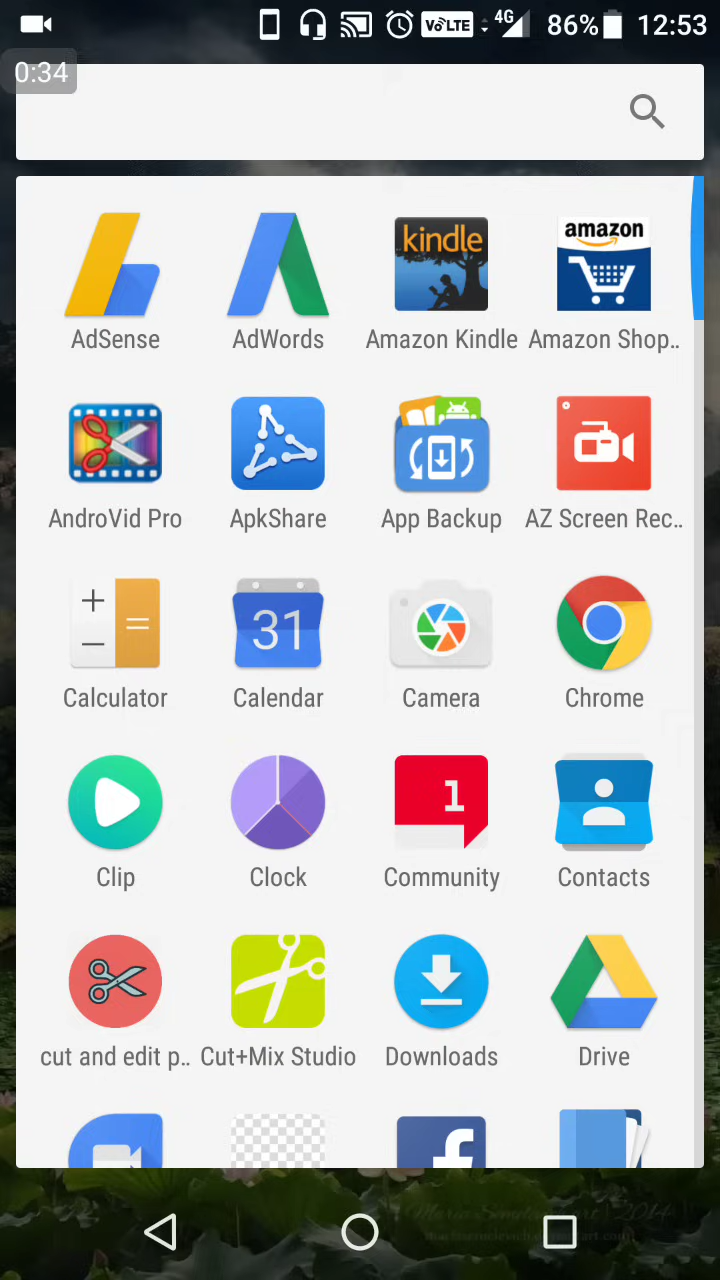 VoLTE 4G 86% 12:53
0:34
kindle
amazon
AdSense AdWords Amazon Kindle Amazon Shop..
AndroVid Pro ApkShare App Backup AZ Screen Rec..
31
Calculator Calendar Camera Chrome
1
Clip Clock Community Contacts
cut and edit p.. Cut+Mix Studio Downloads Drive
f